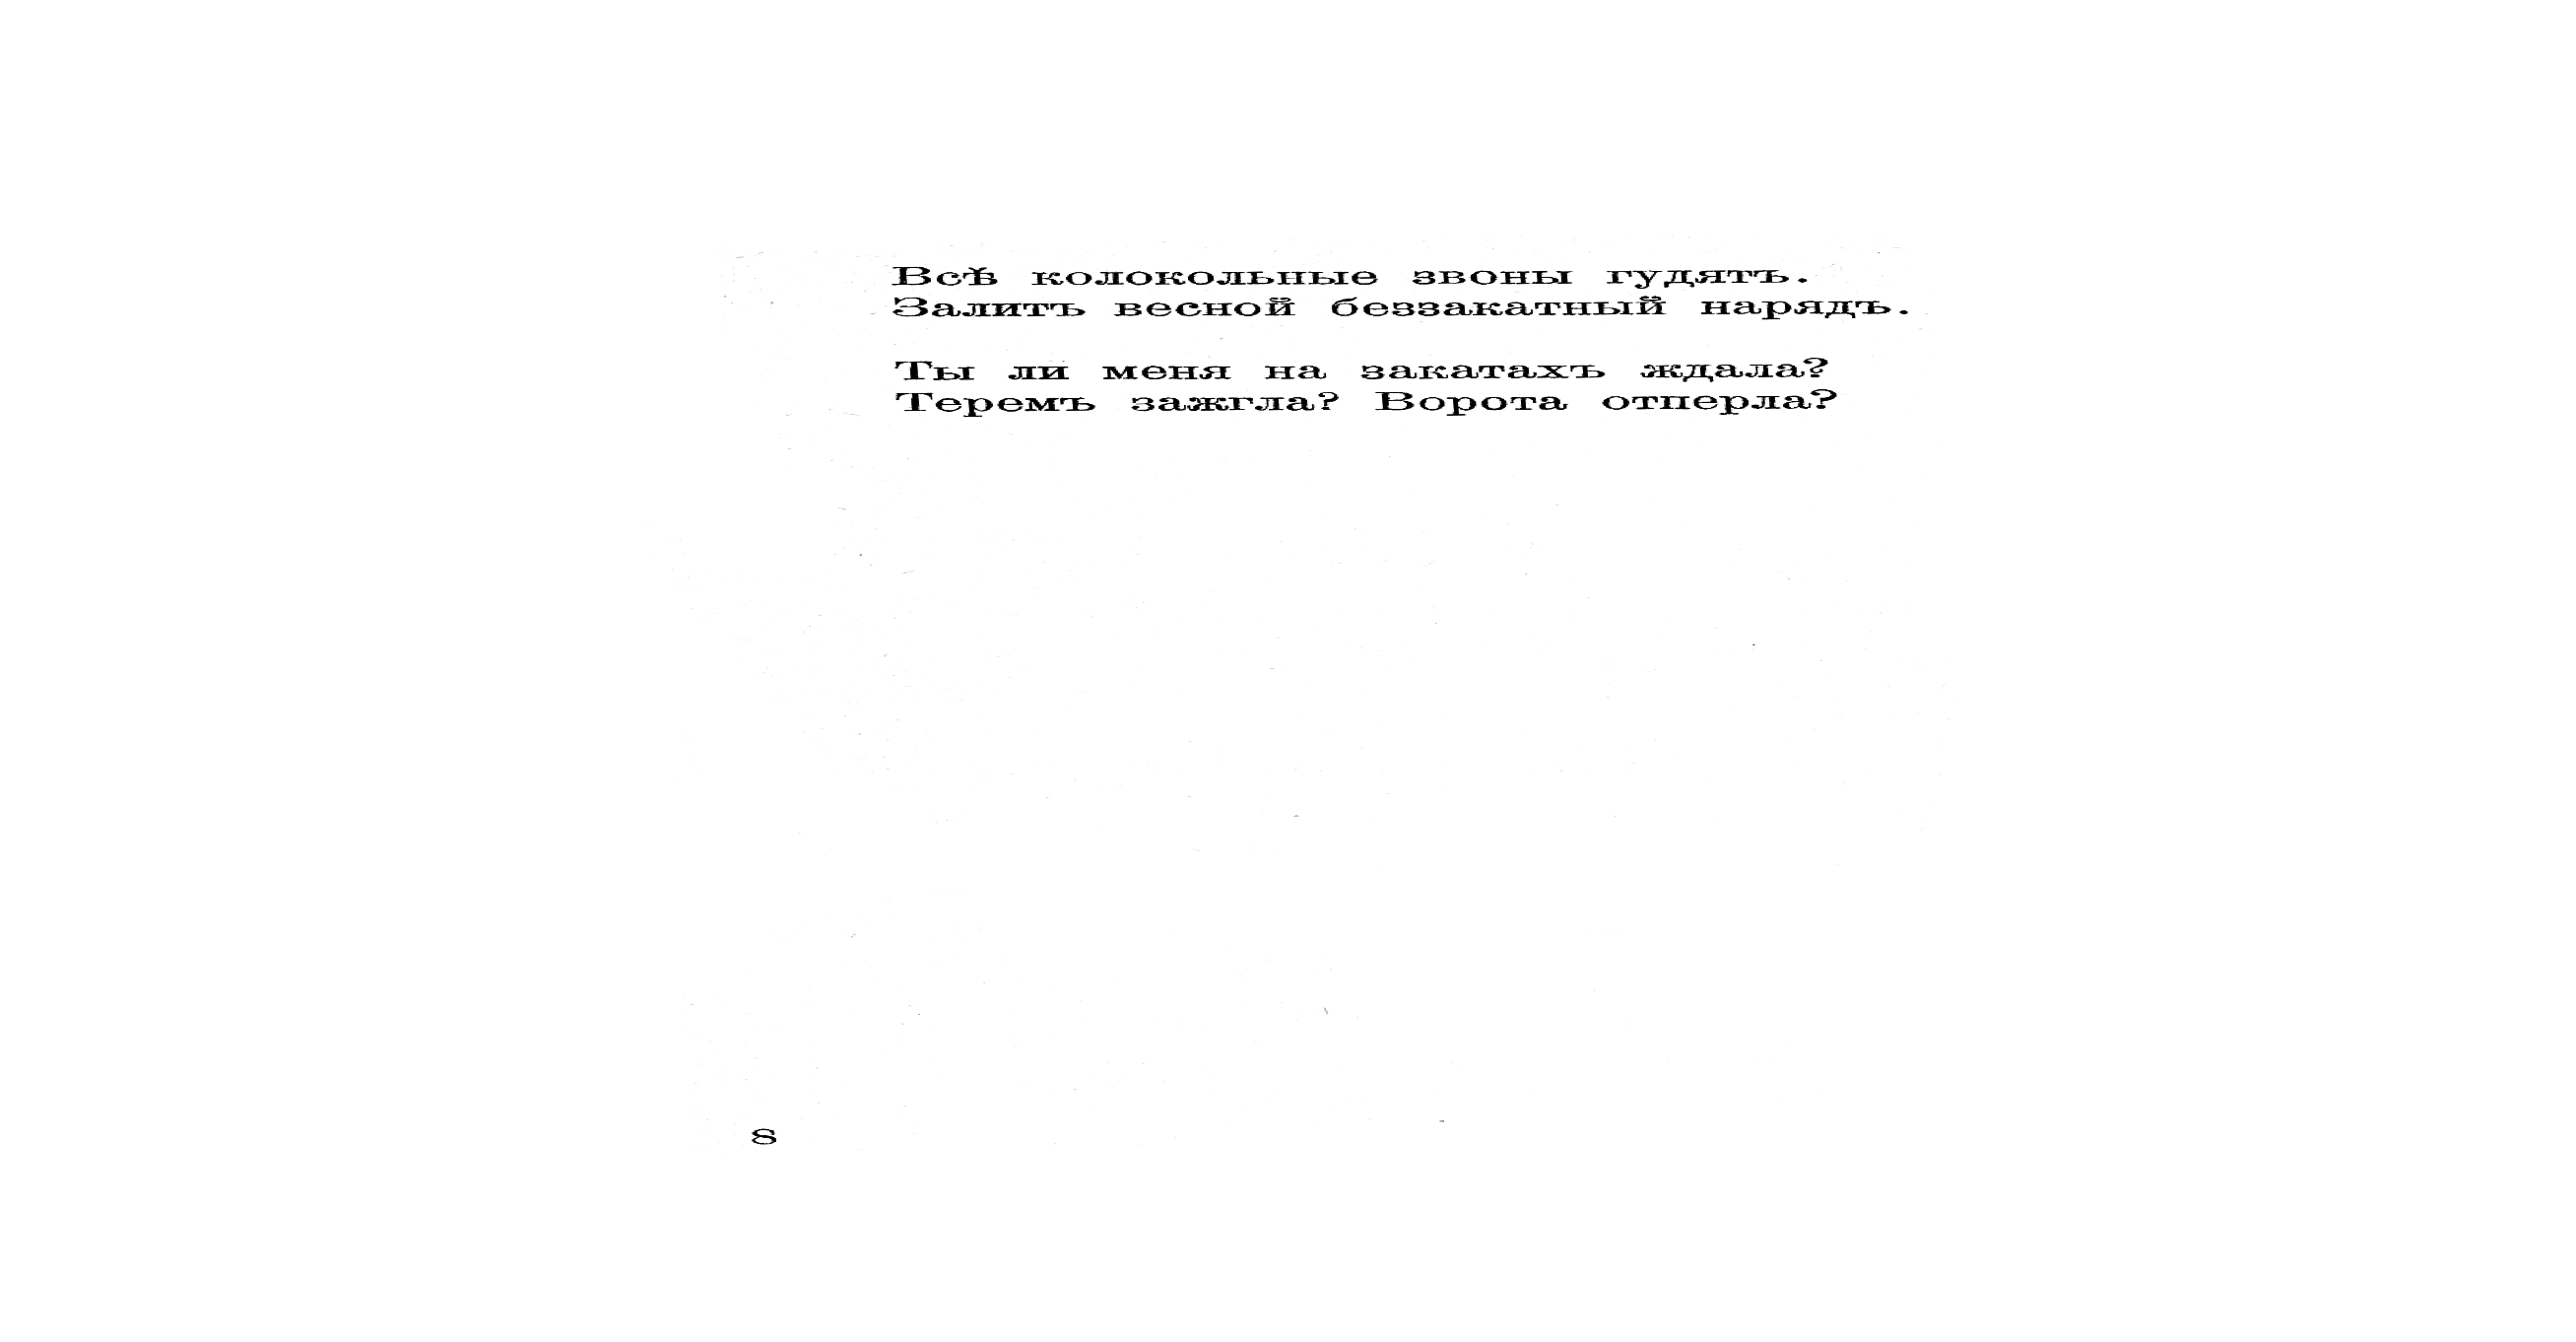 Всѣ колокольные звоны гудятъ.
Залитъ весной беззакатный нарядъ.
Ты ли меня на закатахъ ждала?
Теремъ зажгла? Ворота отперла?
8